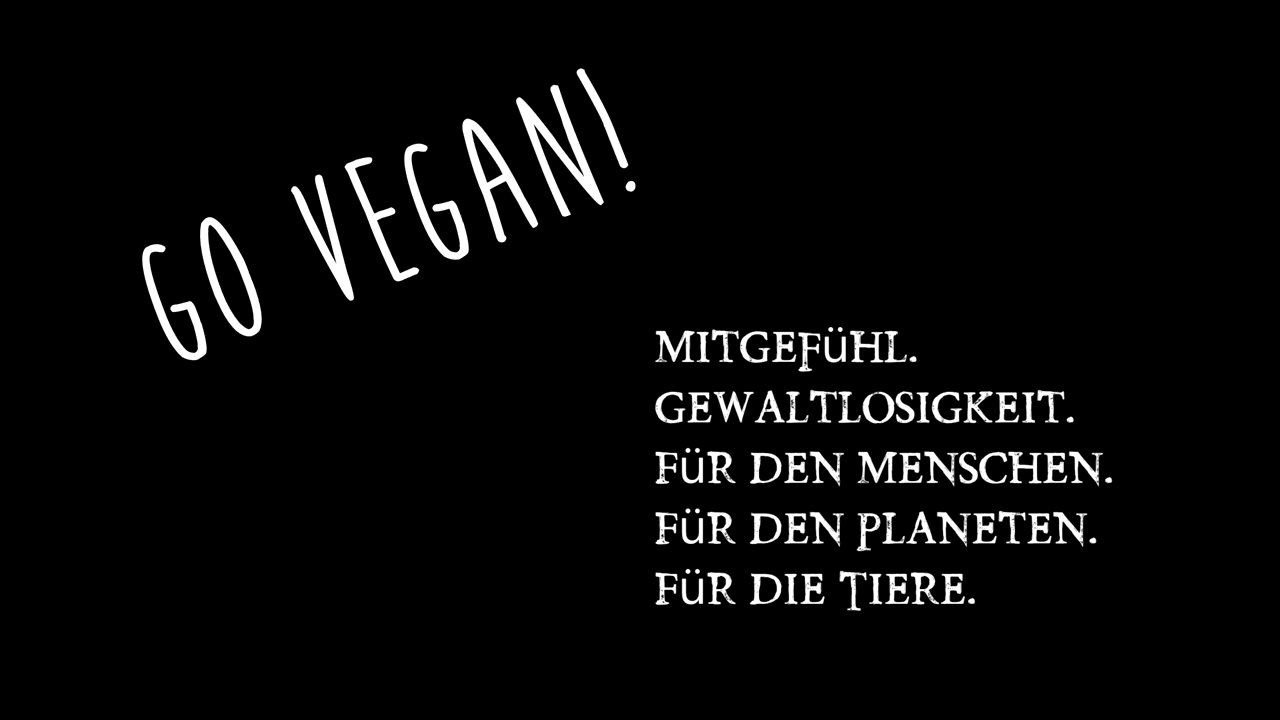 GO VEGAN!
MITGEFÜHL.
GEWALTLOSIGKEIT.
FÜR DEN MENSCHEN.
FÜR DEN PLANETEN.
FÜR DIE TIERE.